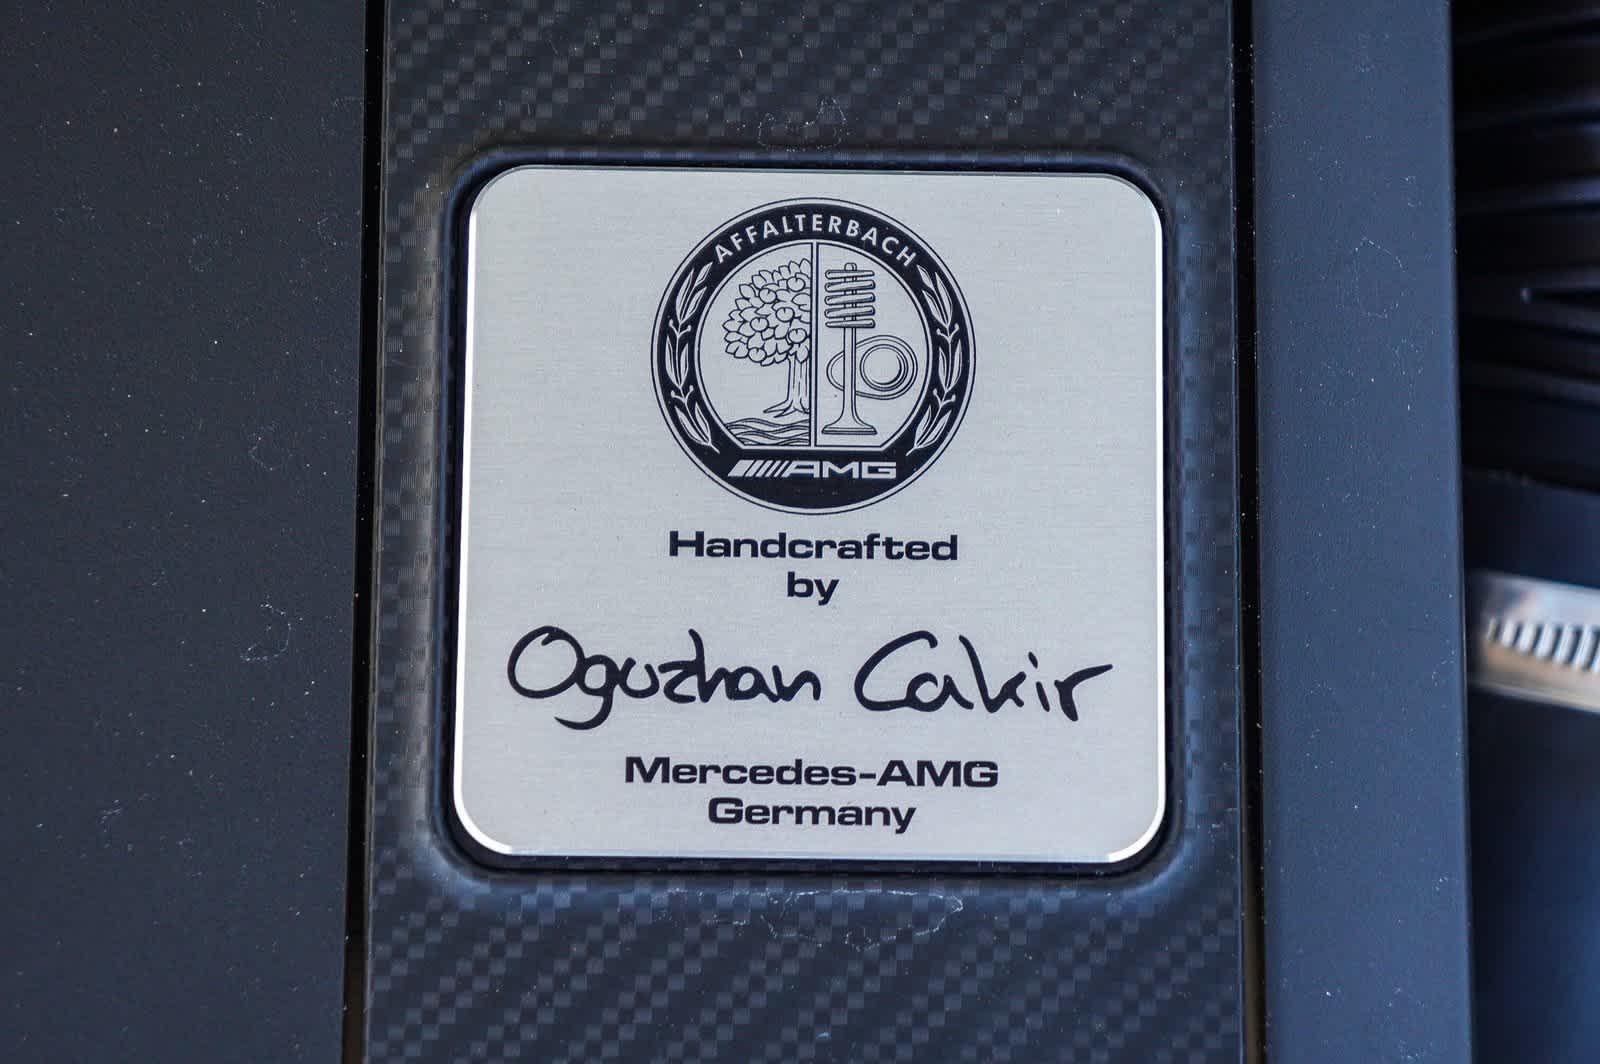 AFFALTERBACH
AMG
Handcrafted
by
Oguzhan Cakir
Mercedes-AMG
Germany